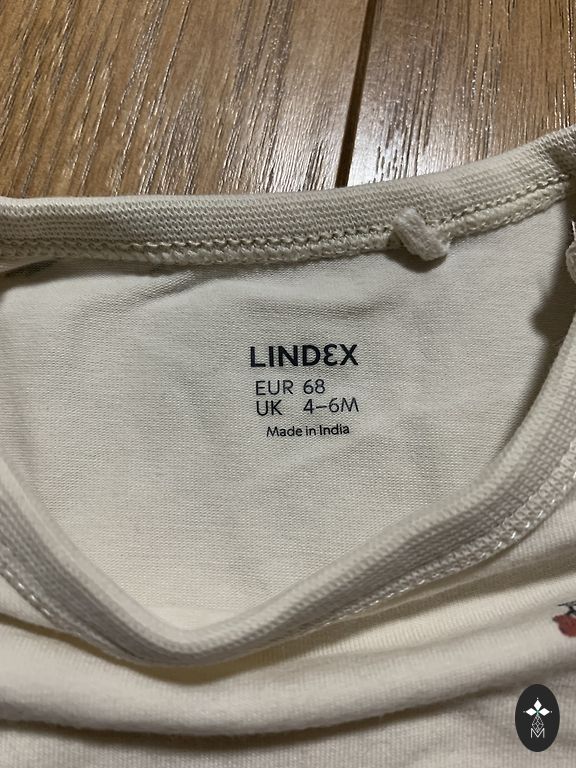 LINDEX
EUR 68
UK 4–6M
Made in India